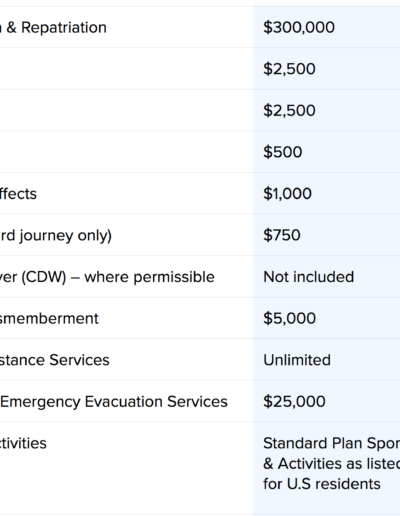 & Repatriation $300,000
$2,500
$2,500
$500
ffects $1,000
rd journey only) $750
ver (CDW) – where permissible Not included
smemberment $5,000
stance Services Unlimited
Emergency Evacuation Services $25,000
tivities Standard Plan Spor
& Activities as listed
for U.S residents